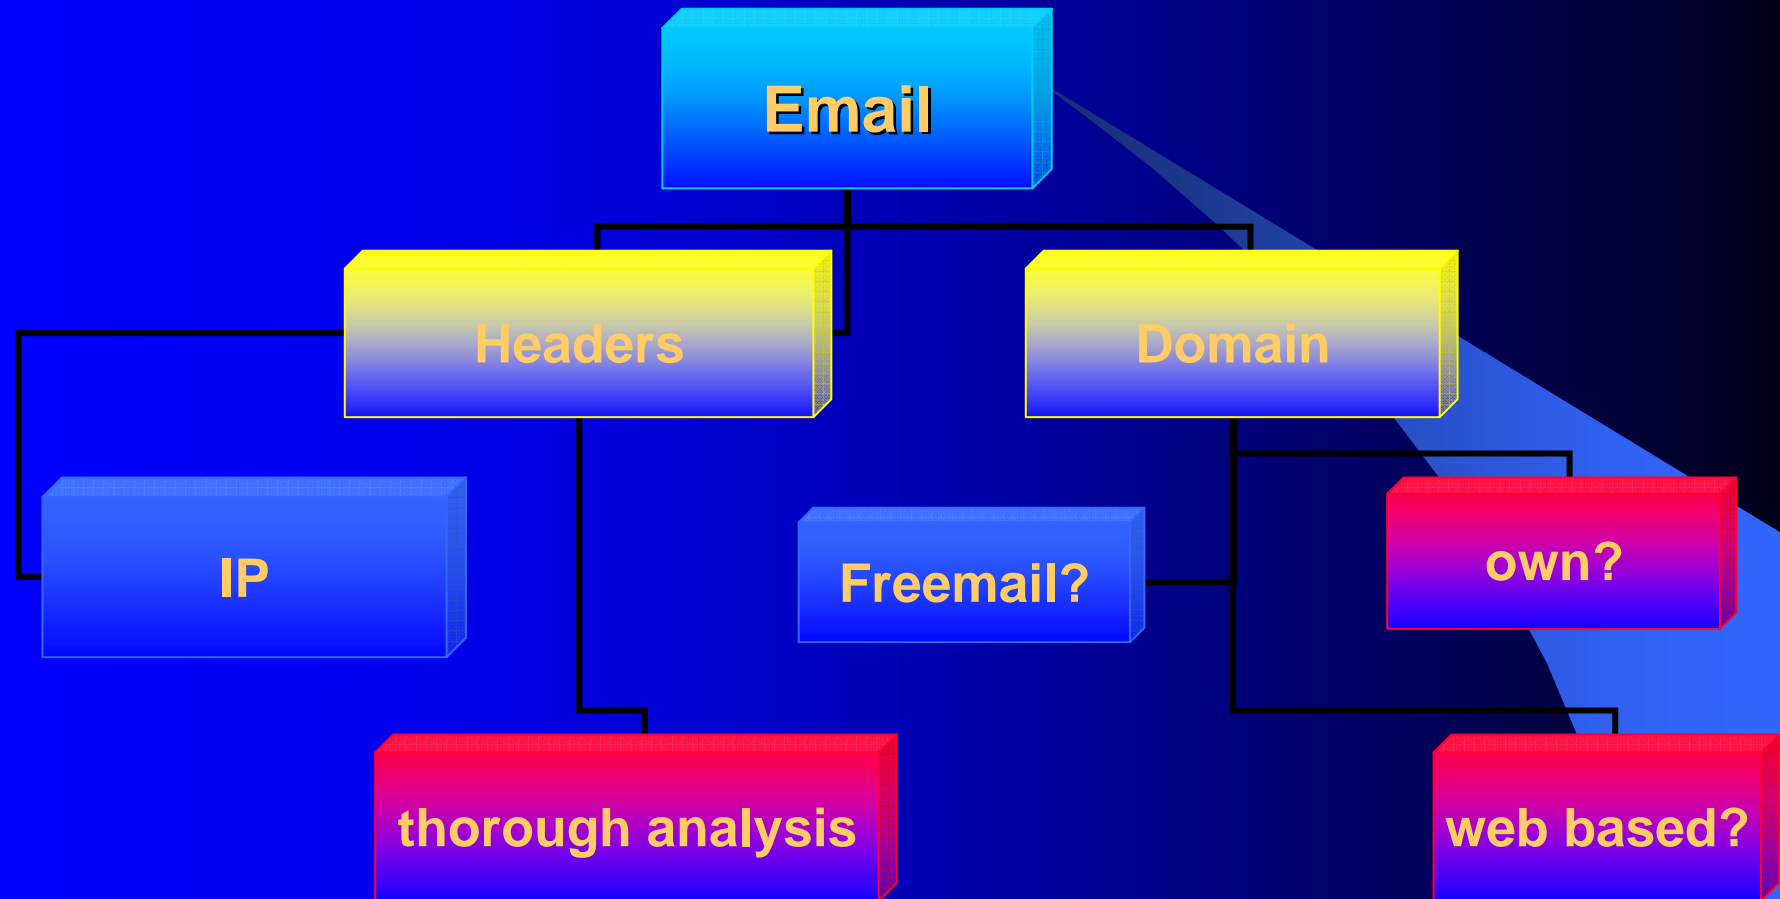 Email
Headers
Domain
IP
Freemail?
own?
thorough analysis
web based?